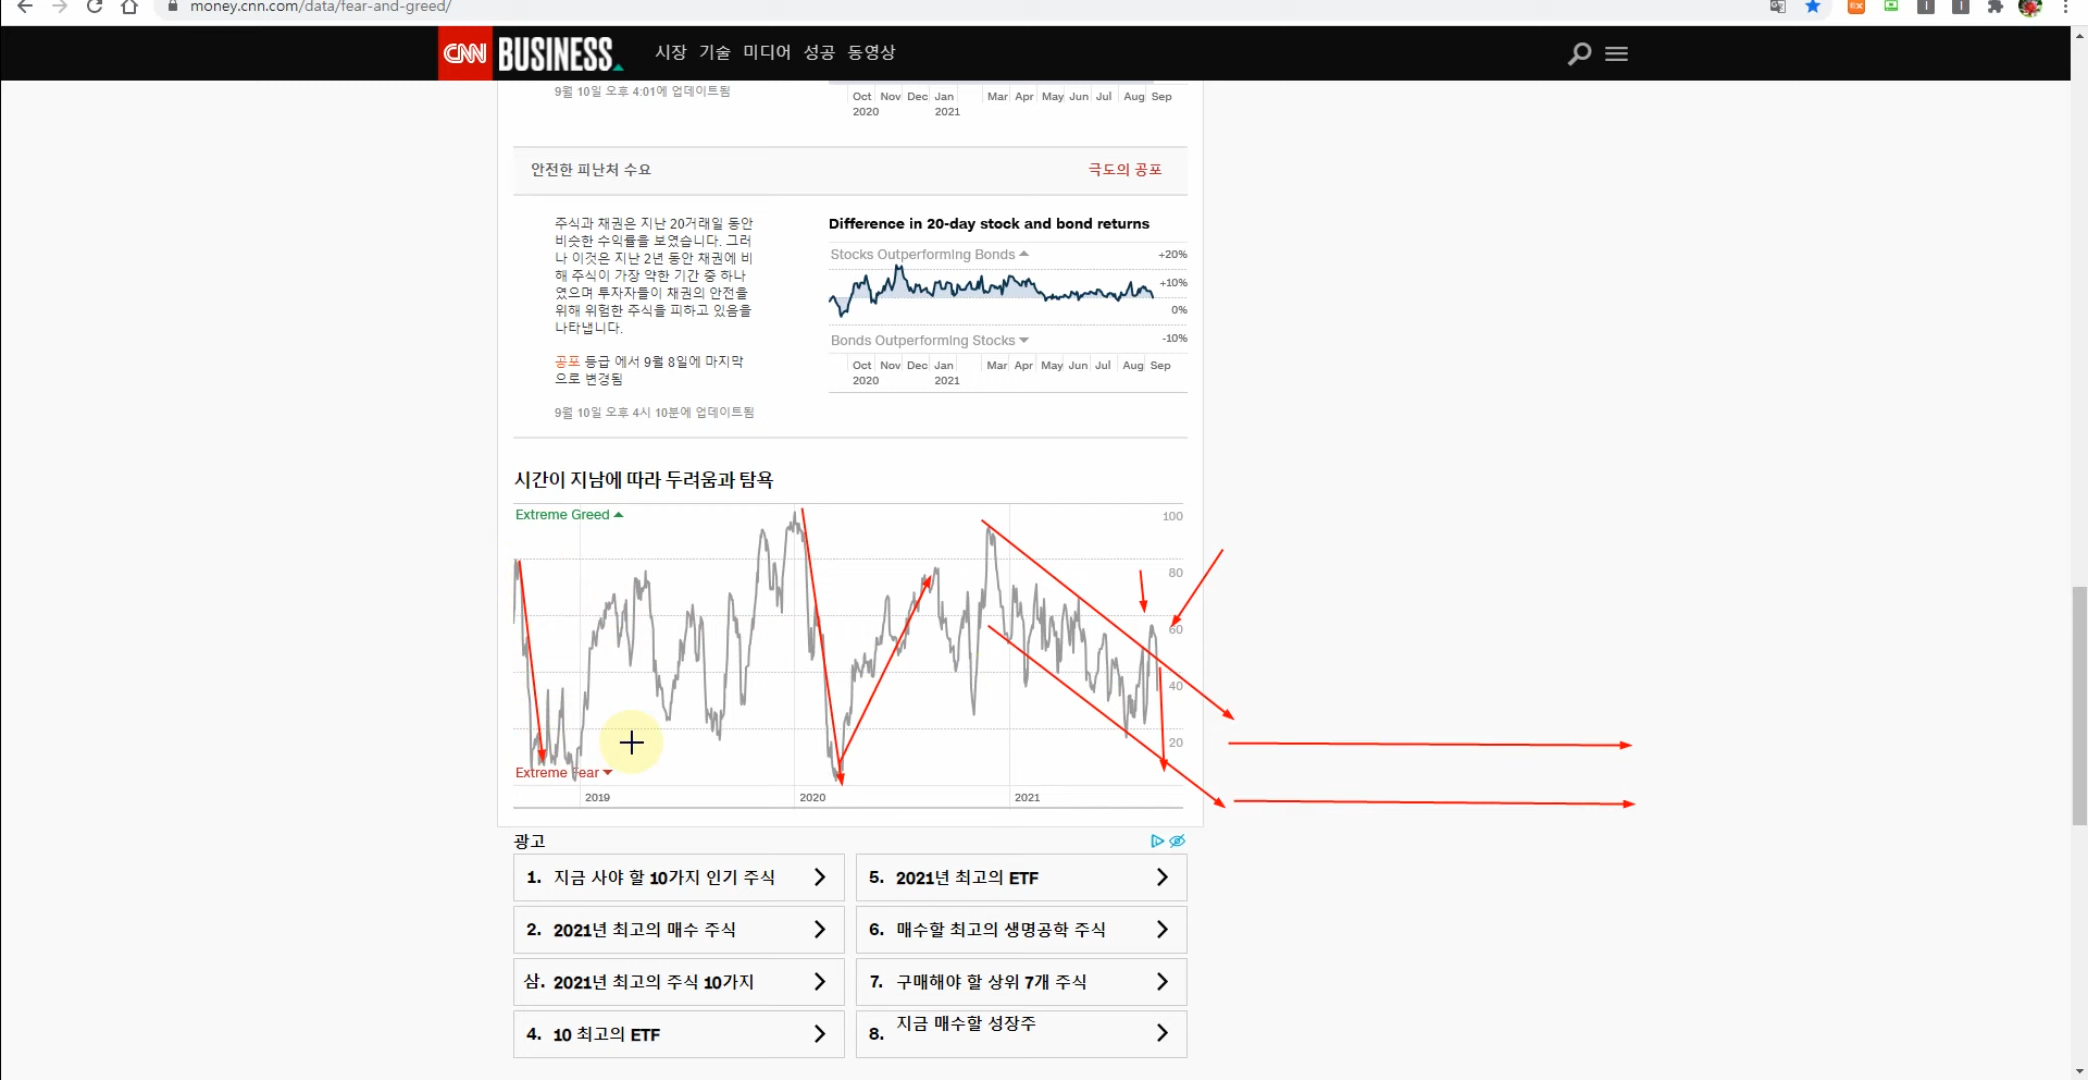 money.cnn.com/data/fear-and-greed/
CNN BUSINESS 시장 기술 미디어 성공 동영상
9월 10일 오후 4:01에 업데이트됨
Oct Nov Dec Jan Mar Apr May Jun Jul Aug Sep
2020 2021
안전한 피난처 수요
극도의 공포
주식과 채권은 지난 20거래일 동안
비슷한 수익률을 보였습니다. 그러
나 이것은 지난 2년 동안 채권에 비
해 주식이 가장 약한 기간 중 하나
였으며 투자자들이 채권의 안전을
위해 위험한 주식을 피하고 있음을
나타냅니다.
공포 등급 에서 9월 8일에 마지막
으로 변경됨
9월 10일 오후 4시 10분에 업데이트됨
Difference in 20-day stock and bond returns
Stocks Outperforming Bonds
+20%
+10%
0%
-10%
Bonds Outperforming Stocks
Oct Nov Dec Jan Mar Apr May Jun Jul Aug Sep
2020 2021
시간이 지남에 따라 두려움과 탐욕
Extreme Greed
100
80
60
40
20
Extreme Fear
2019 2020 2021
광고
1. 지금 사야 할 10가지 인기 주식
2. 2021년 최고의 매수 주식
삼. 2021년 최고의 주식 10가지
4. 10 최고의 ETF
5. 2021년 최고의 ETF
6. 매수할 최고의 생명공학 주식
7. 구매해야 할 상위 7개 주식
8. 지금 매수할 성장주